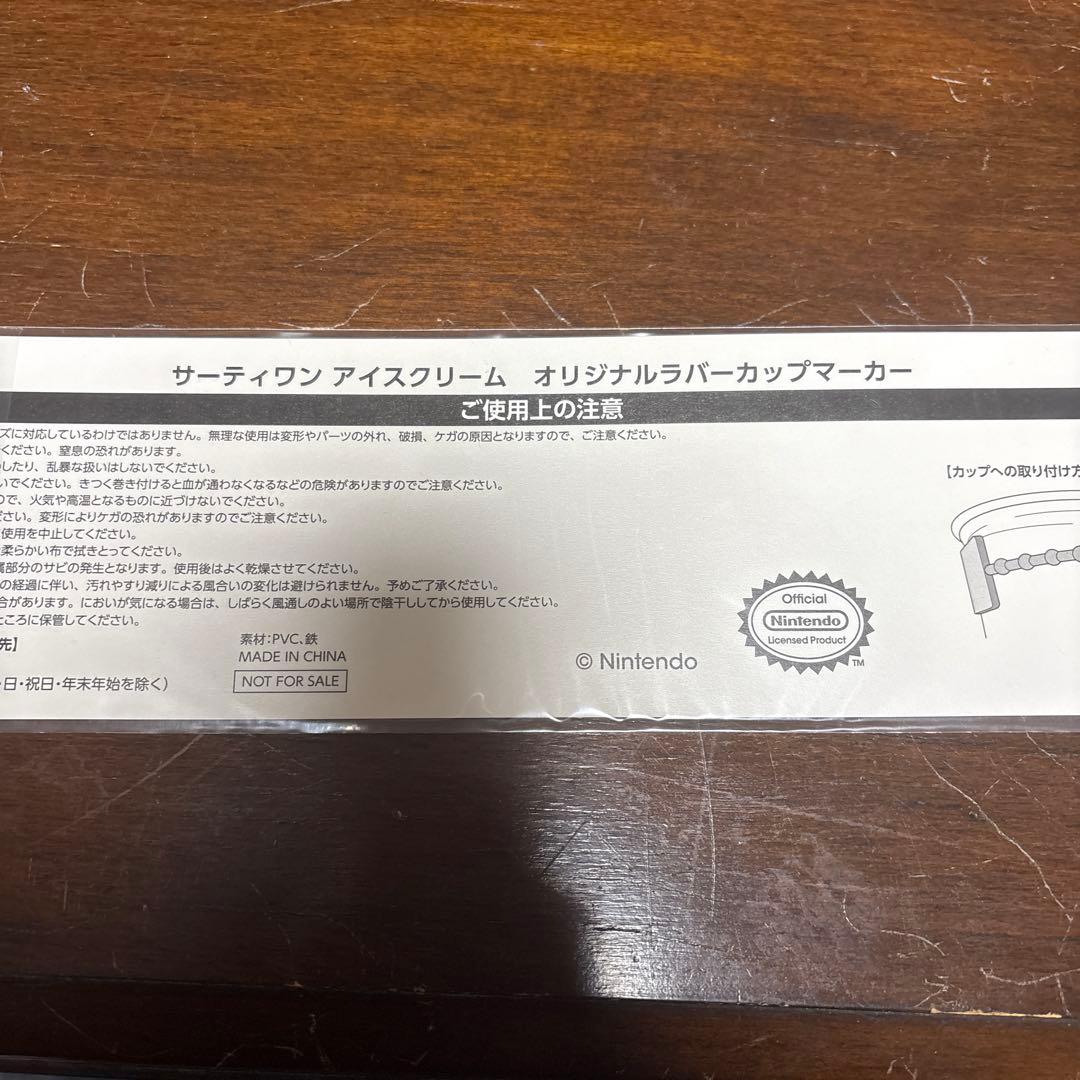 サーティワン アイスクリーム　オリジナルラバーカップマーカー
ご使用上の注意
ズに対応しているわけではありません。無理な使用は変形やパーツの外れ、破損、ケガの原因となりますので、ご注意ください。
ください。窒息の恐れがあります。
したり、乱暴な扱いはしないでください。
いでください。きつく巻き付けると血が通わなくなるなどの危険がありますのでご注意ください。
ので、火気や高温となるものに近づけないでください。
ださい。変形によりケガの恐れがありますのでご注意ください。
使用を中止してください。
柔らかい布で拭きとってください。
属部分のサビの発生となります。使用後はよく乾燥させてください。
の経過に伴い、汚れやすり減りによる風合いの変化は避けられません。予めご了承ください。
合があります。においが気になる場合は、しばらく風通しのよい場所で陰干ししてから使用してください。
ところに保管してください。
先】
・日・祝日・年末年始を除く）
素材：PVC、鉄
MADE IN CHINA
NOT FOR SALE
© Nintendo
Official
Nintendo
Licensed Product
TM
【カップへの取り付け方